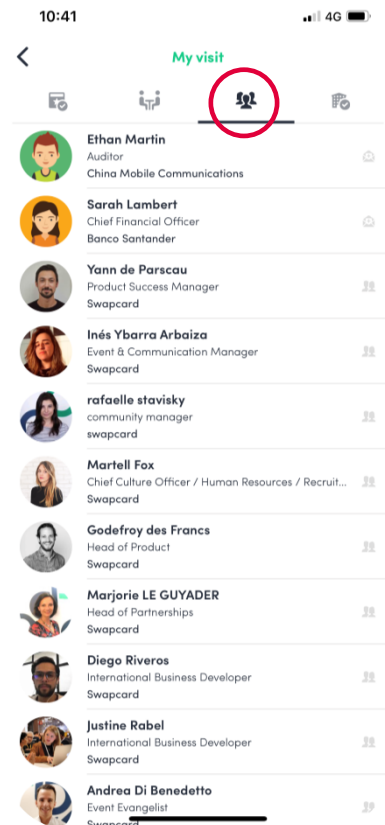 10:41
4G
My visit
Ethan Martin
Auditor
China Mobile Communications
Sarah Lambert
Chief Financial Officer
Banco Santander
Yann de Parscau
Product Success Manager
Swapcard
Inés Ybarra Arbaiza
Event & Communication Manager
Swapcard
rafaelle stavisky
community manager
swapcard
Martell Fox
Chief Culture Officer / Human Resources / Recruit...
Swapcard
Godefroy des Francs
Head of Product
Swapcard
Marjorie LE GUYADER
Head of Partnerships
Swapcard
Diego Riveros
International Business Developer
Swapcard
Justine Rabel
International Business Developer
Swapcard
Andrea Di Benedetto
Event Evangelist
Swapcard